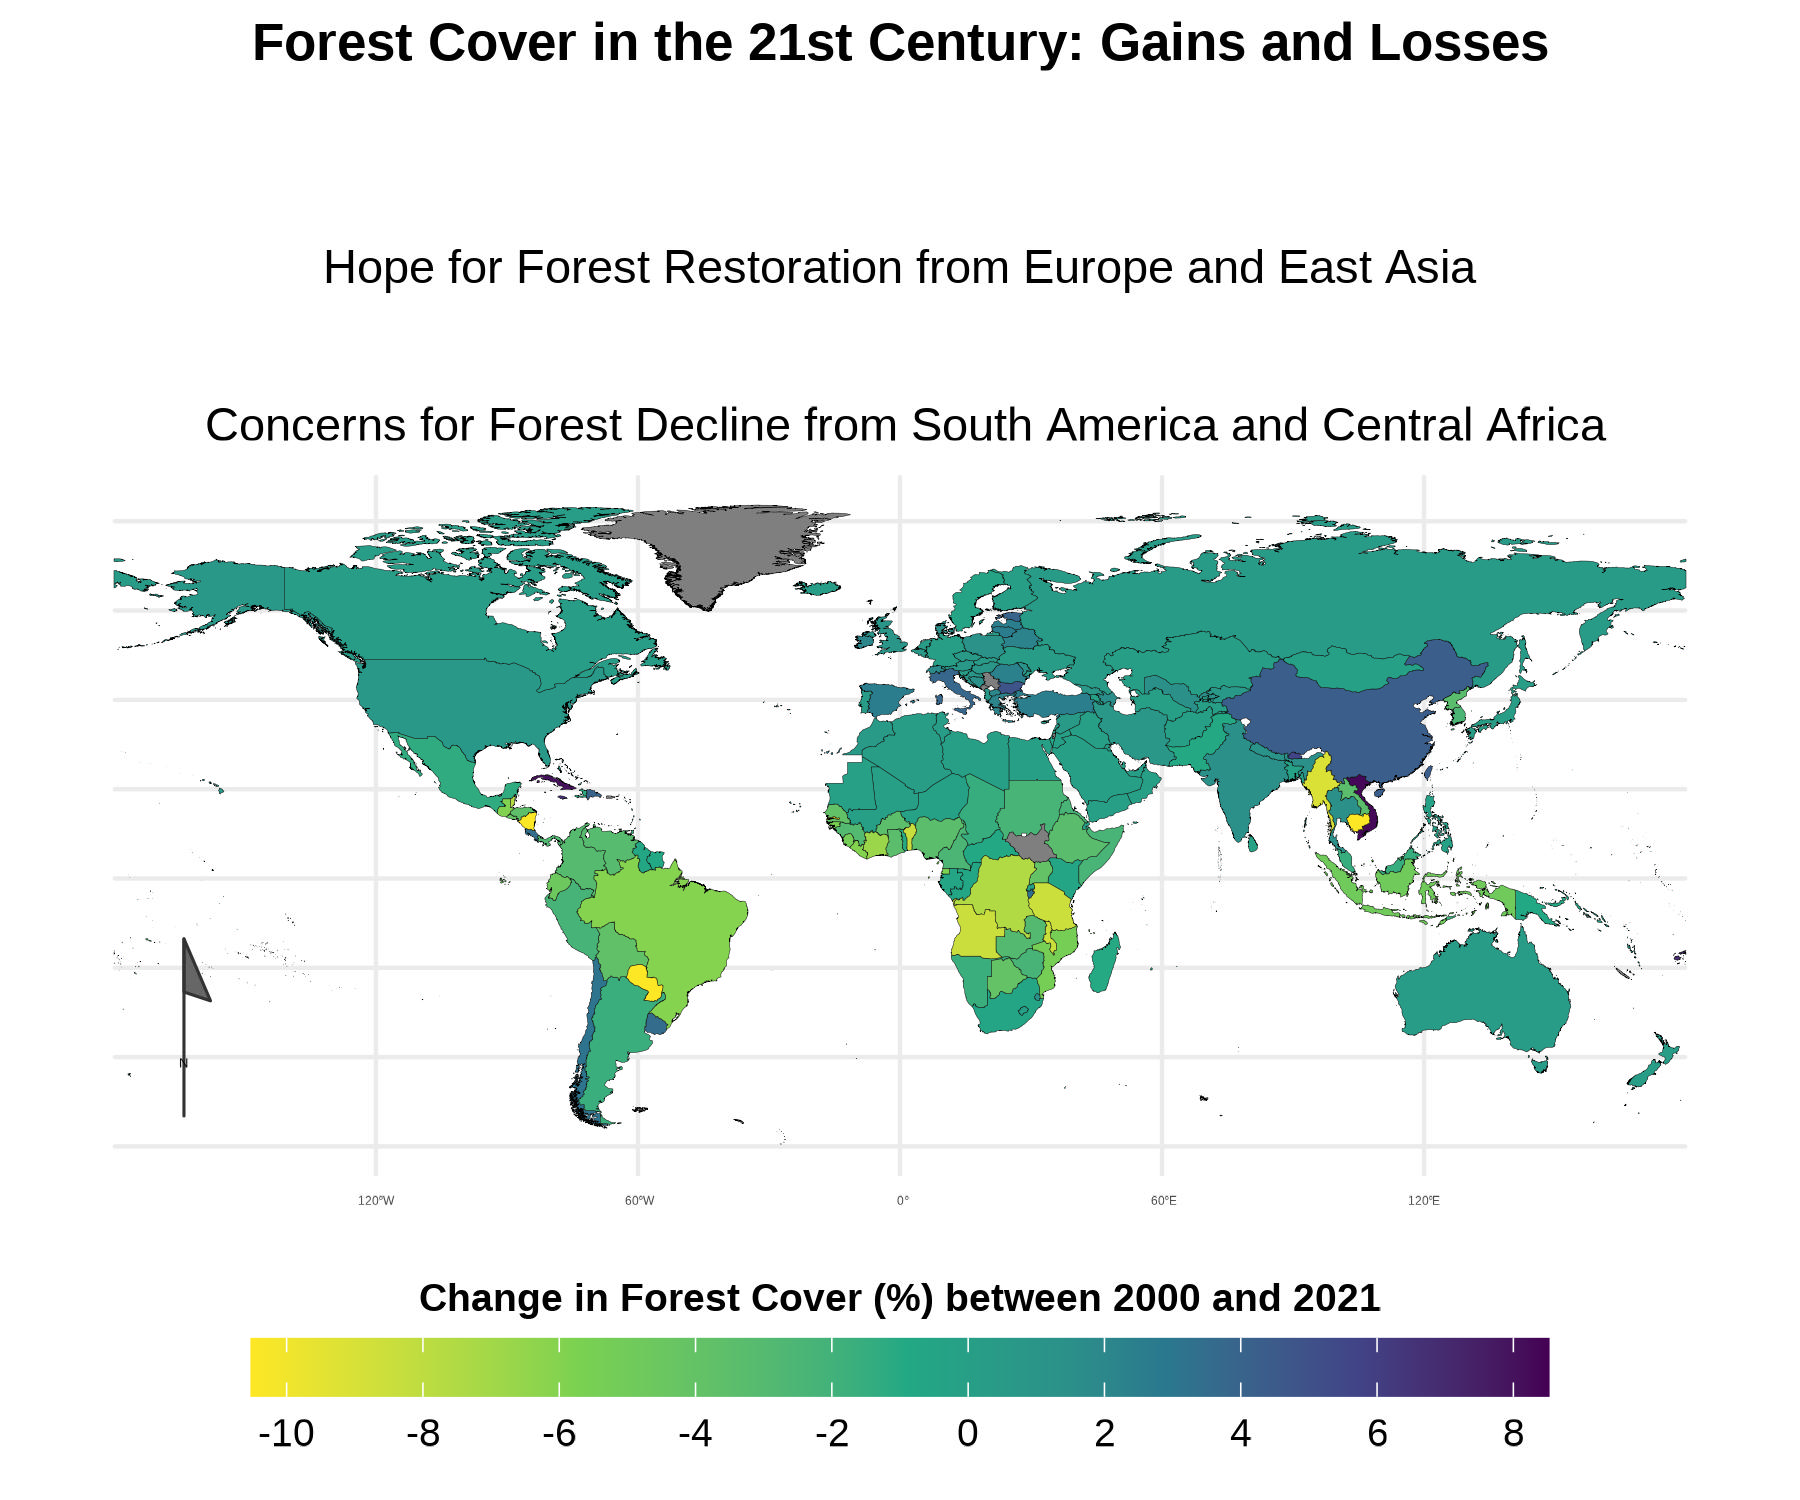 Forest Cover in the 21st Century: Gains and Losses
Hope for Forest Restoration from Europe and East Asia
Concerns for Forest Decline from South America and Central Africa
N
120°W 60°W 0° 60°E 120°E
Change in Forest Cover (%) between 2000 and 2021
-10 -8 -6 -4 -2 0 2 4 6 8